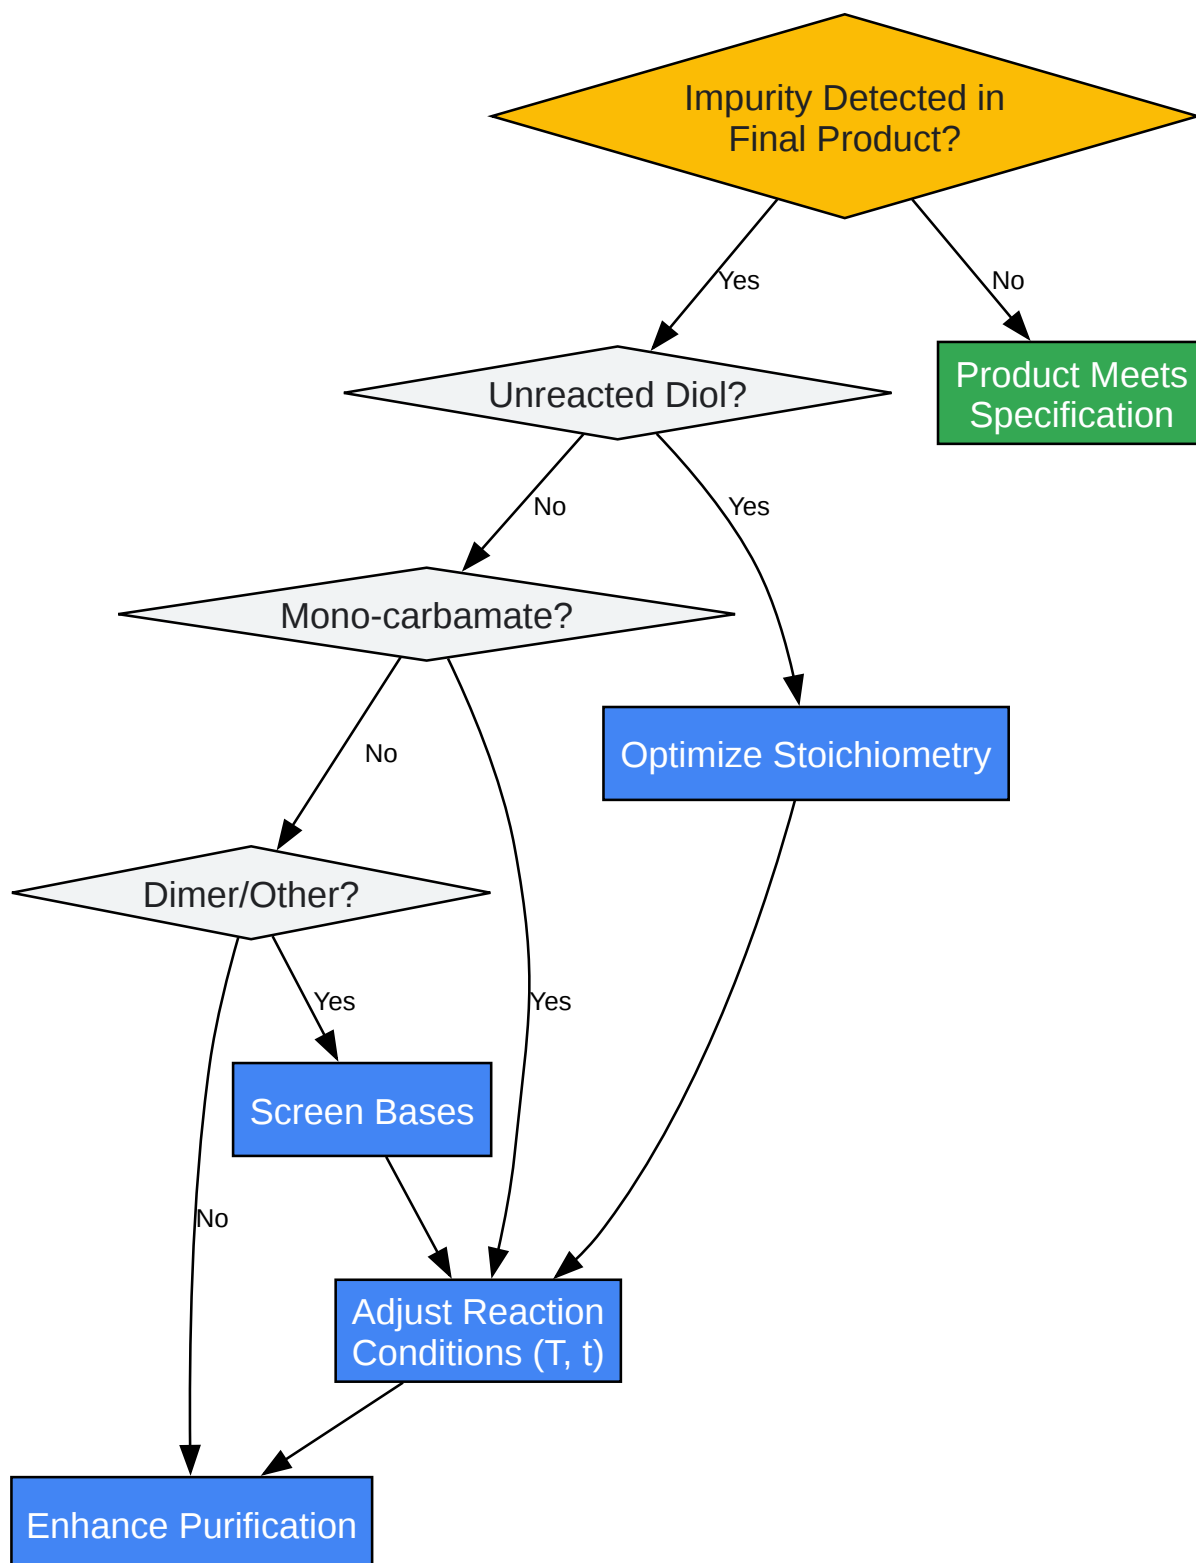 Impurity Detected in
Final Product?
Yes
No
Unreacted Diol?
Product Meets
Specification
No
Yes
Mono-carbamate?
No
Optimize Stoichiometry
Dimer/Other?
Yes
Yes
Screen Bases
No
Adjust Reaction
Conditions (T, t)
Enhance Purification